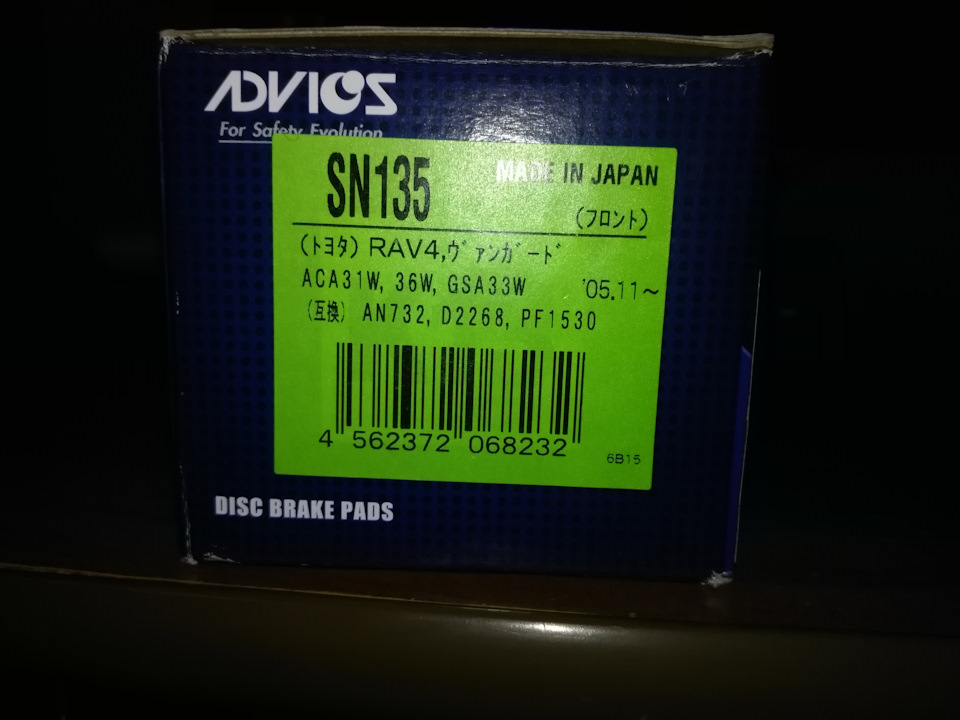 ADVICS
For Safety Evolution
SN135
MADE IN JAPAN
(フロント)
(トヨタ) RAV4,ヴァンガード
ACA31W, 36W, GSA33W '05.11~
(互換) AN732, D2268, PF1530
4 562372 068232
6B15
DISC BRAKE PADS